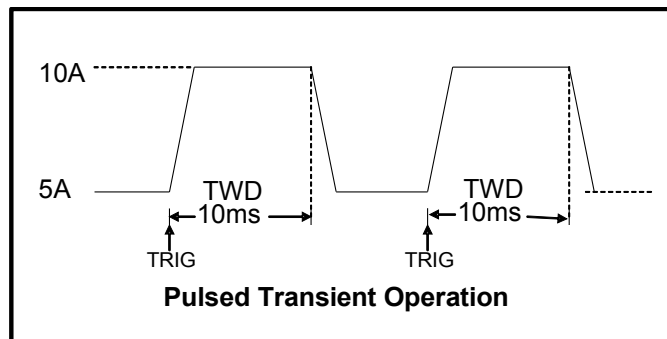 10A
5A
TWD
10ms
TWD
10ms
TRIG
TRIG
Pulsed Transient Operation